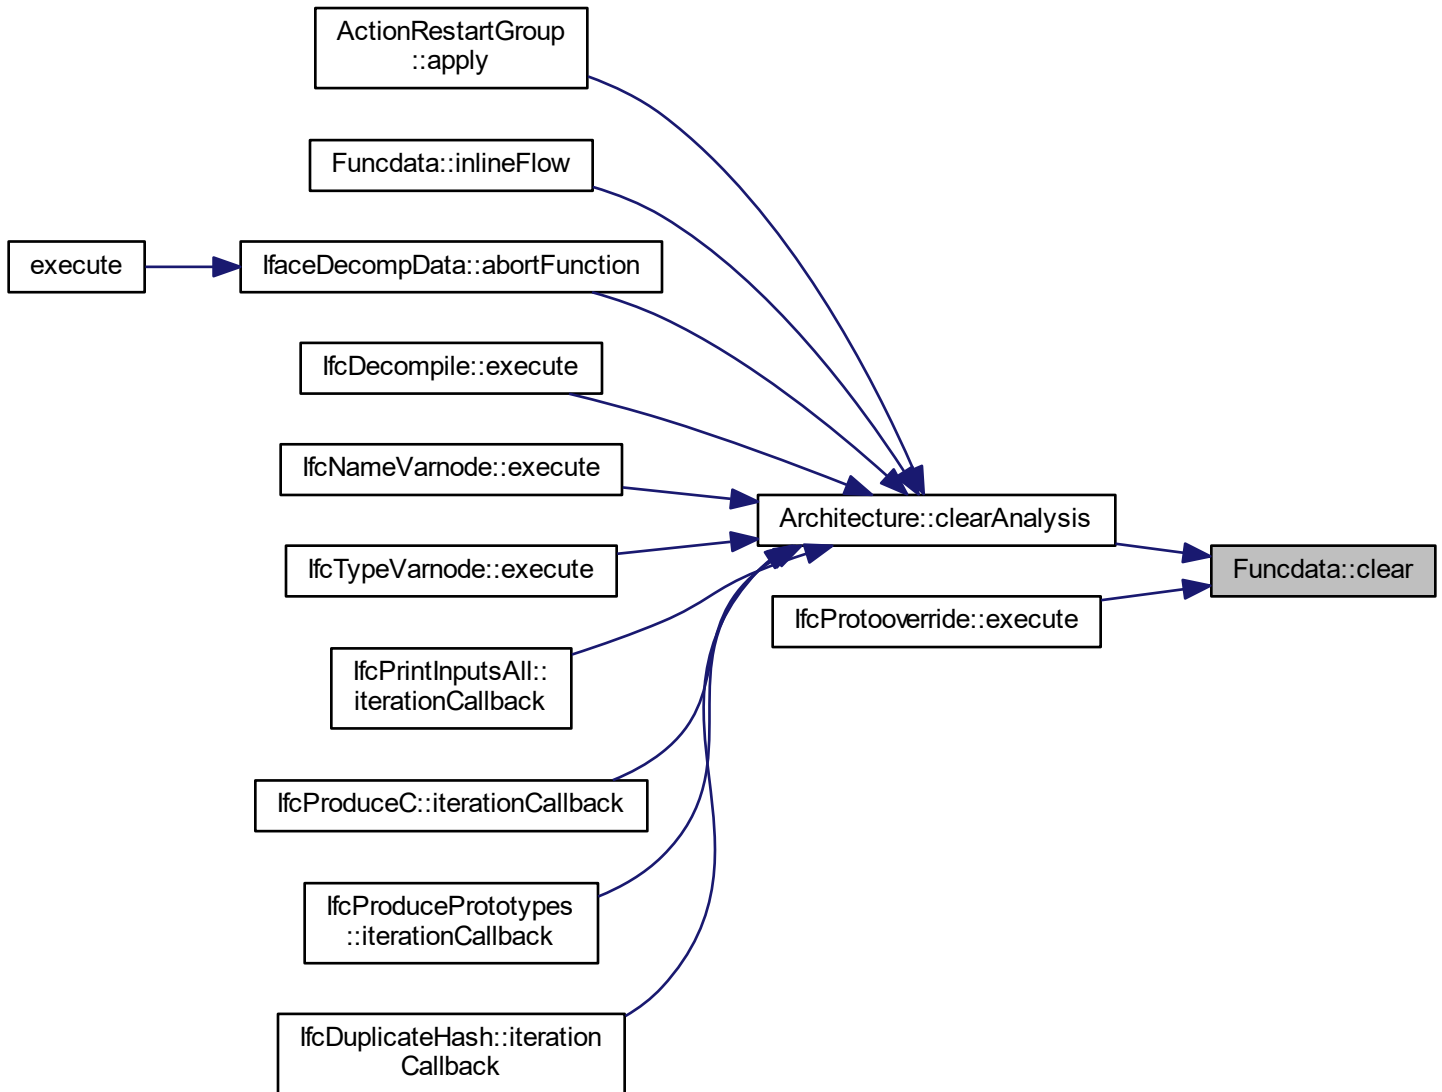 ActionRestartGroup
::apply
Funcdata::inlineFlow
execute
IfaceDecompData::abortFunction
IfcDecompile::execute
IfcNameVarnode::execute
Architecture::clearAnalysis
IfcTypeVarnode::execute
Funcdata::clear
IfcProtooverride::execute
IfcPrintInputsAll::
iterationCallback
IfcProduceC::iterationCallback
IfcProducePrototypes
::iterationCallback
IfcDuplicateHash::iteration
Callback